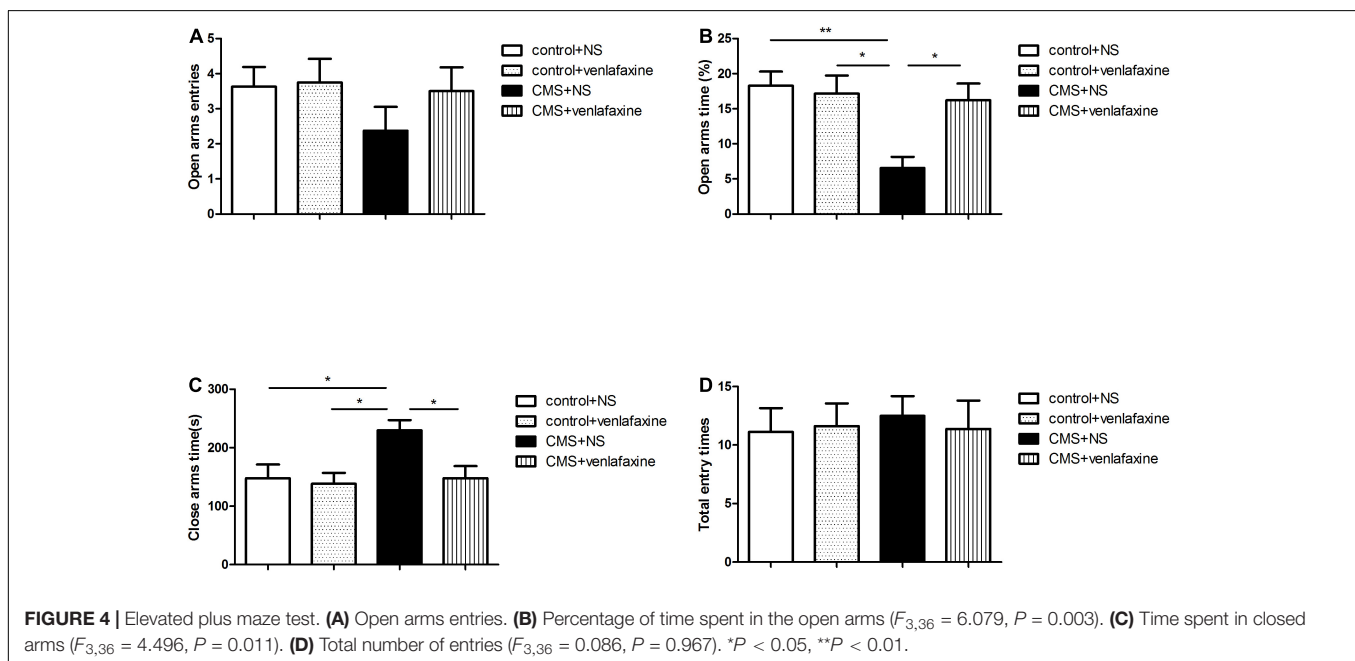 A
Open arms entries
5
4
3
2
1
0
control+NS
control+venlafaxine
CMS+NS
CMS+venlafaxine
B
Open arms time (%)
25
20
15
10
5
0
**
*
*
control+NS
control+venlafaxine
CMS+NS
CMS+venlafaxine
C
Close arms time(s)
300
200
100
0
*
*
*
control+NS
control+venlafaxine
CMS+NS
CMS+venlafaxine
D
Total entry times
15
10
5
0
control+NS
control+venlafaxine
CMS+NS
CMS+venlafaxine
FIGURE 4 | Elevated plus maze test. (A) Open arms entries. (B) Percentage of time spent in the open arms (F3,36 = 6.079, P = 0.003). (C) Time spent in closed
arms (F3,36 = 4.496, P = 0.011). (D) Total number of entries (F3,36 = 0.086, P = 0.967). *P < 0.05, **P < 0.01.